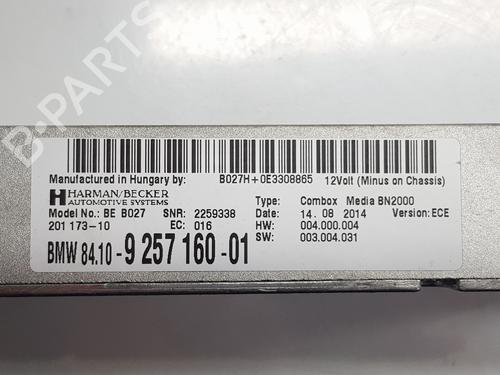 B-PARTS
Manufactured in Hungary by: B027H+0E3308865 12Volt (Minus on Chassis)
HARMAN/BECKER
AUTOMOTIVE SYSTEMS
Type: Combox Media BN2000
Model No.: BE B027 SNR: 2259338 Date: 14. 08 2014 Version: ECE
201 173-10 EC: 016 HW: 004.000.004
SW: 003.004.031
BMW 84.10-9 257 160-01